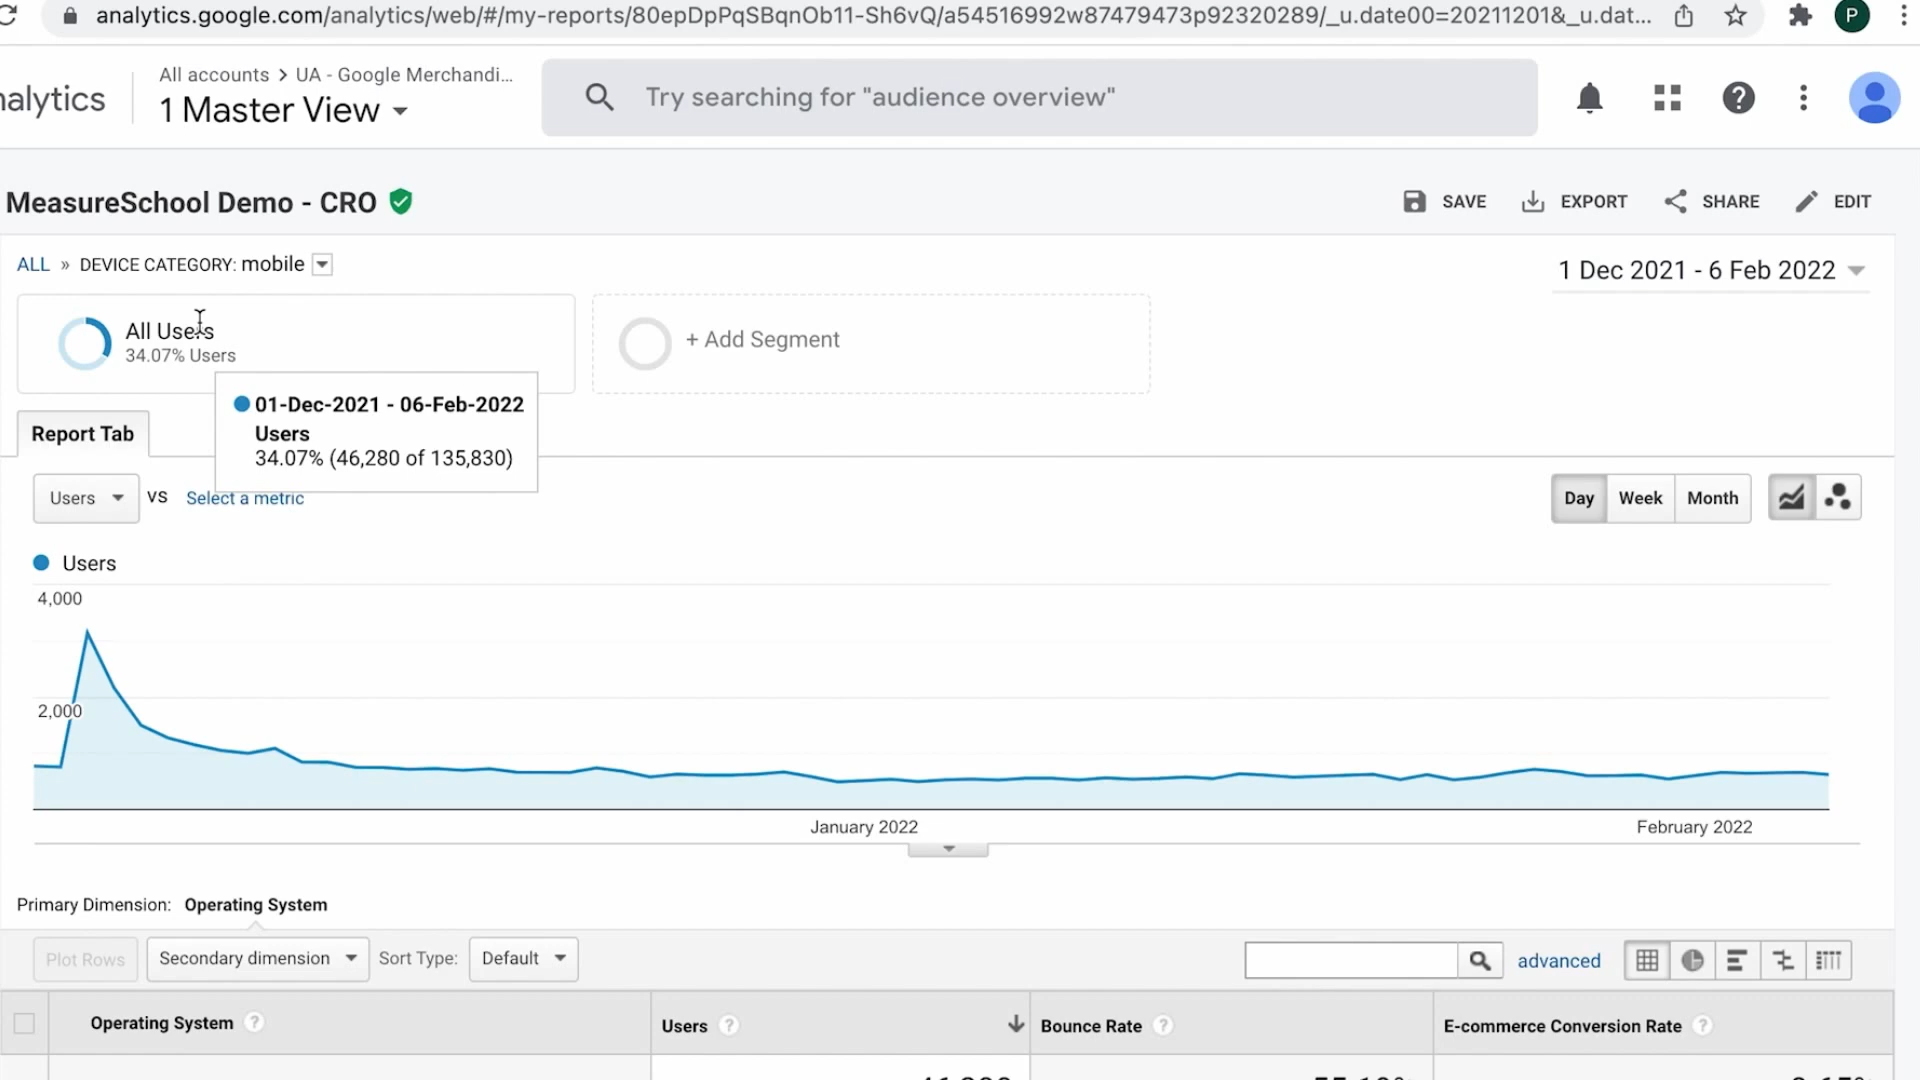 analytics.google.com/analytics/web/#/my-reports/80epDpPqSBqnOb11-Sh6vQ/a54516992w87479473p92320289/_u.date00=20211201&_u.dat...
P
nalytics
All accounts > UA - Google Merchandi...
1 Master View
Try searching for "audience overview"
MeasureSchool Demo - CRO
SAVE
EXPORT
SHARE
EDIT
ALL » DEVICE CATEGORY: mobile
1 Dec 2021 - 6 Feb 2022
All Users
34.07% Users
+ Add Segment
01-Dec-2021 - 06-Feb-2022
Users
34.07% (46,280 of 135,830)
Report Tab
Users
VS
Select a metric
Day
Week
Month
Users
4,000
2,000
January 2022
February 2022
Primary Dimension: Operating System
Plot Rows
Secondary dimension
Sort Type:
Default
advanced
Operating System
Users
Bounce Rate
E-commerce Conversion Rate